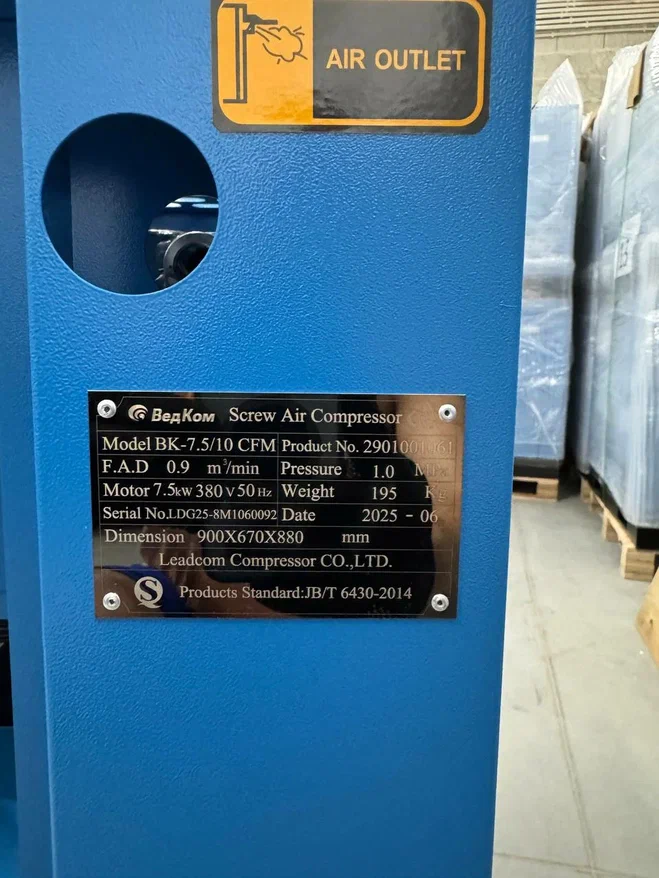 AIR OUTLET
ВедКом Screw Air Compressor
Model BK-7.5/10 CFM Product No.
F.A.D 0.9 m³/min Pressure 1.0
Motor 7.5kw 380 V 50 Hz Weight 195 Kg
Serial No.LDG25-8M1060092 Date 2025 - 06
Dimension 900X670X880 mm
Leadcom Compressor CO.,LTD.
Products Standard:JB/T 6430-2014